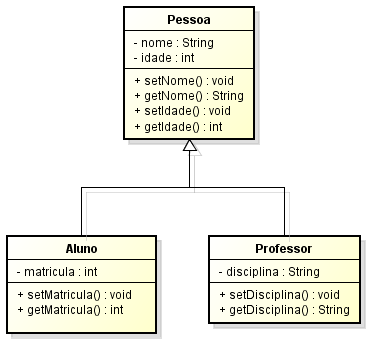 Pessoa
- nome : String
- idade : int
+ setNome() : void
+ getNome() : String
+ setIdade() : void
+ getIdade() : int
Aluno
- matricula : int
+ setMatricula() : void
+ getMatricula() : int
Professor
- disciplina : String
+ setDisciplina() : void
+ getDisciplina() : String